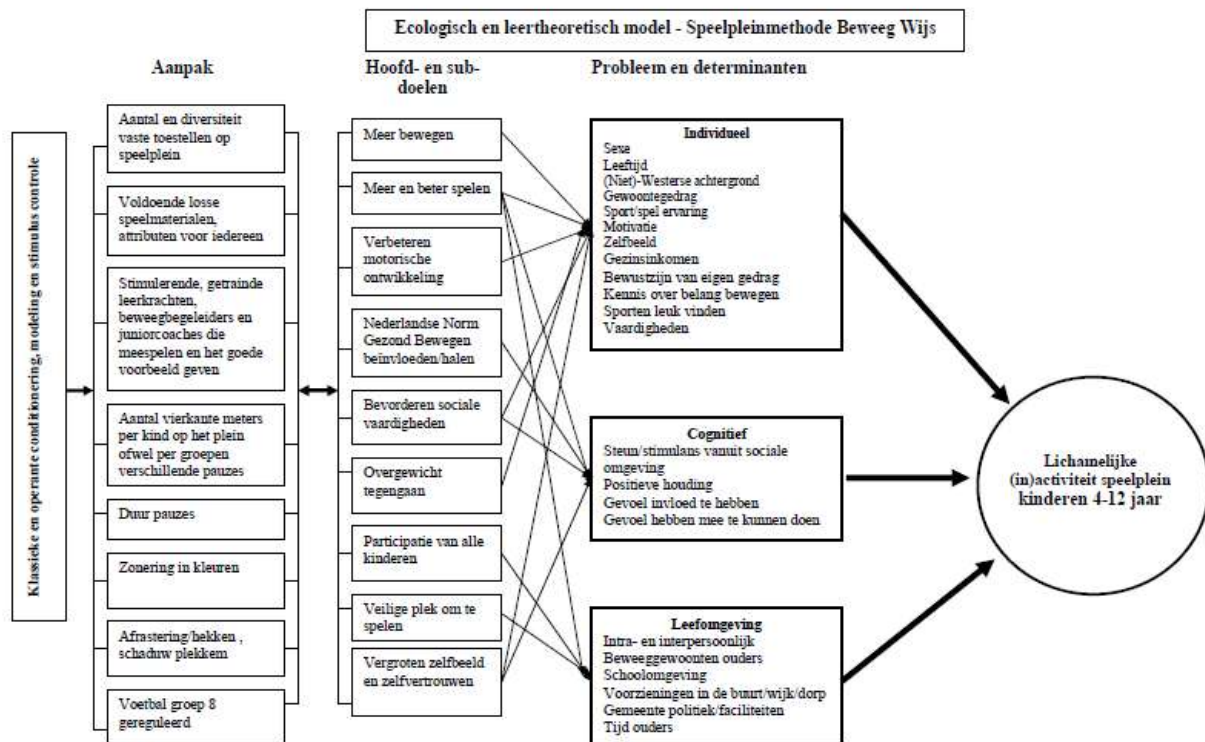 Ecologisch en leertheoretisch model - Speelpleinmethode Beweeg Wijs
Aanpak
Hoofd- en sub-
doelen
Probleem en determinanten
Klassieke en operante conditionering, modeling en stimulus controle
Aantal en diversiteit
vaste toestellen op
speelplein
Voldoende losse
speelmaterialen,
attributen voor iedereen
Stimulerende, getrainde
leerkrachten,
beweegbegeleiders en
juniorcoaches die
meespelen en het goede
voorbeeld geven
Aantal vierkante meters
per kind op het plein
ofwel per groepen
verschillende pauzes
Duur pauzes
Zonering in kleuren
Afrastering/hekken ,
schaduw plekkem
Voetbal groep 8
gereguleerd
Meer bewegen
Meer en beter spelen
Verbeteren
motorische
ontwikkeling
Nederlandse Norm
Gezond Bewegen
beïnvloeden/halen
Bevorderen sociale
vaardigheden
Overgewicht
tegengaan
Participatie van alle
kinderen
Veilige plek om te
spelen
Vergroten zelfbeeld
en zelfvertrouwen
Individueel
Sexe
Leeftijd
(Niet)-Westerse achtergrond
Gewoontegedrag
Sport/spel ervaring
Motivatie
Zelfbeeld
Gezinsinkomen
Bewustzijn van eigen gedrag
Kennis over belang bewegen
Sporten leuk vinden
Vaardigheden
Cognitief
Steun/stimulans vanuit sociale
omgeving
Positieve houding
Gevoel invloed te hebben
Gevoel hebben mee te kunnen doen
Leefomgeving
Intra- en interpersoonlijk
Beweeggewoonten ouders
Schoolomgeving
Voorzieningen in de buurt/wijk/dorp
Gemeente politiek/faciliteiten
Tijd ouders
Lichamelijke
(in)activiteit speelplein
kinderen 4-12 jaar